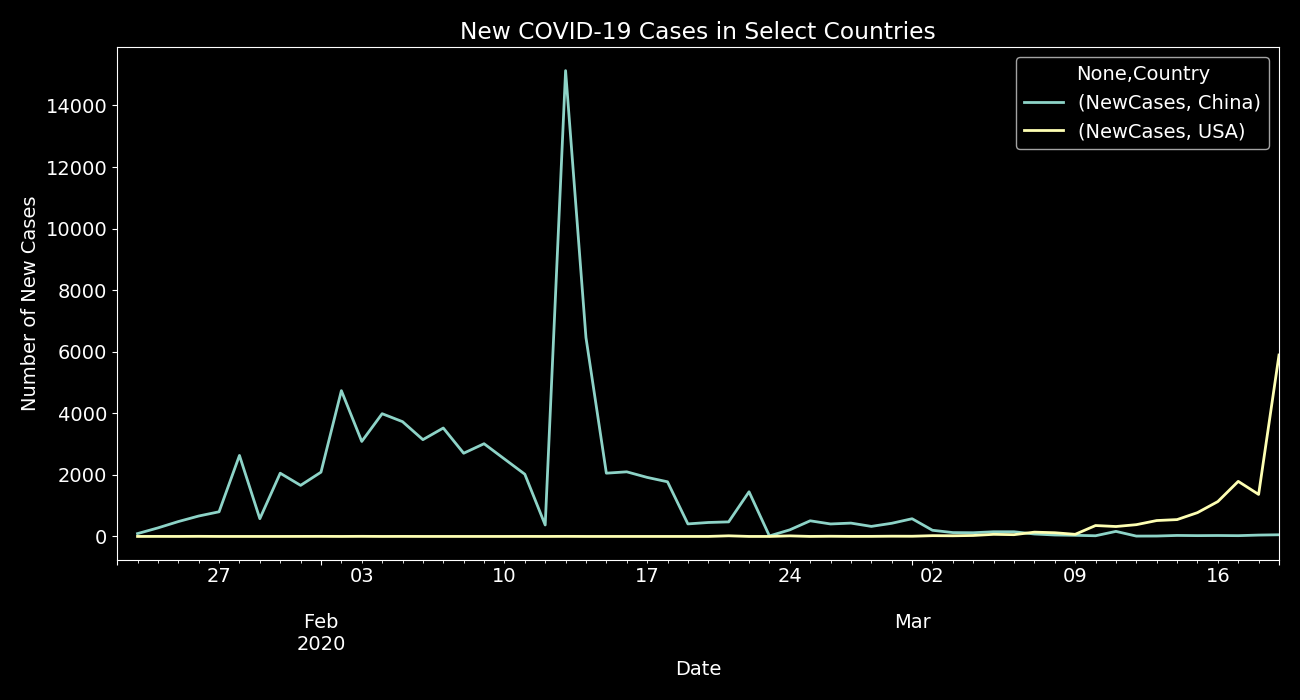 New COVID-19 Cases in Select Countries
None,Country
(NewCases, China)
(NewCases, USA)
Number of New Cases
14000
12000
10000
8000
6000
4000
2000
0
27 03 10 17 24 02 09 16
Feb Mar
2020
Date